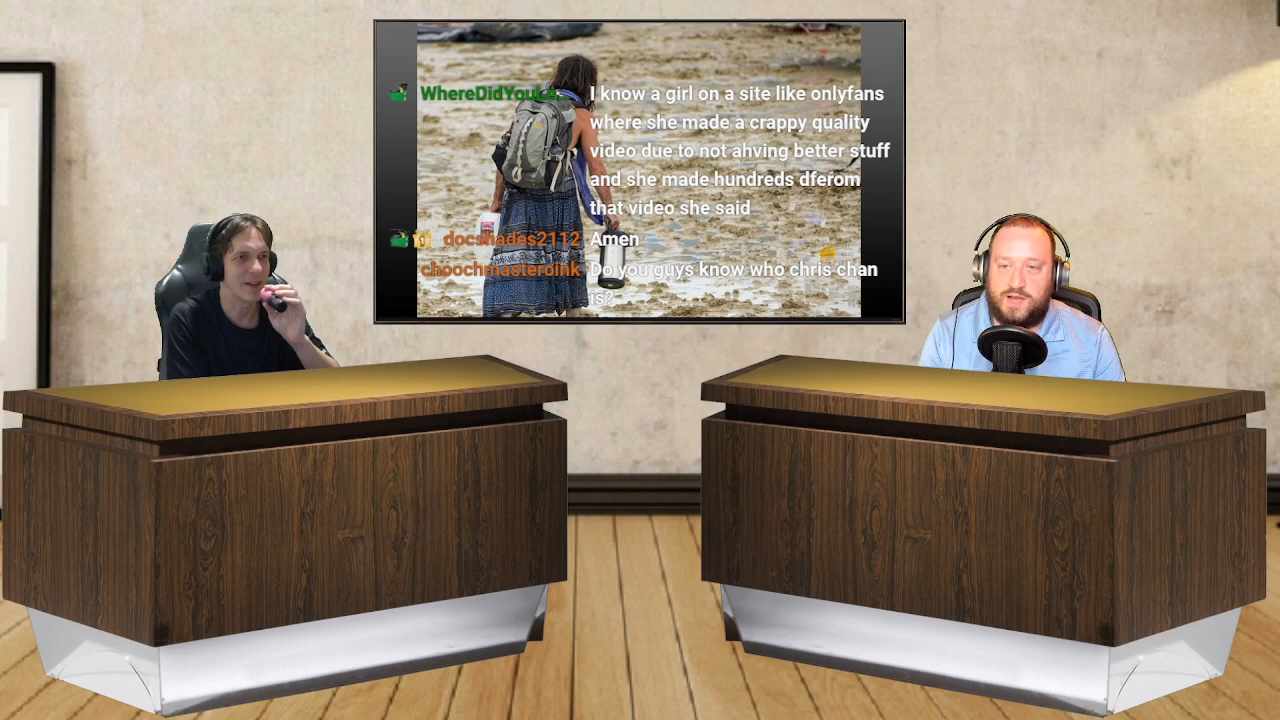 WhereDidYouLe... I know a girl on a site like onlyfans
where she made a crappy quality
video due to not ahving better stuff
and she made hundreds dferom
that video she said
docshades2112 Amen
choochmasteroink Do you guys know who chris chan
is?